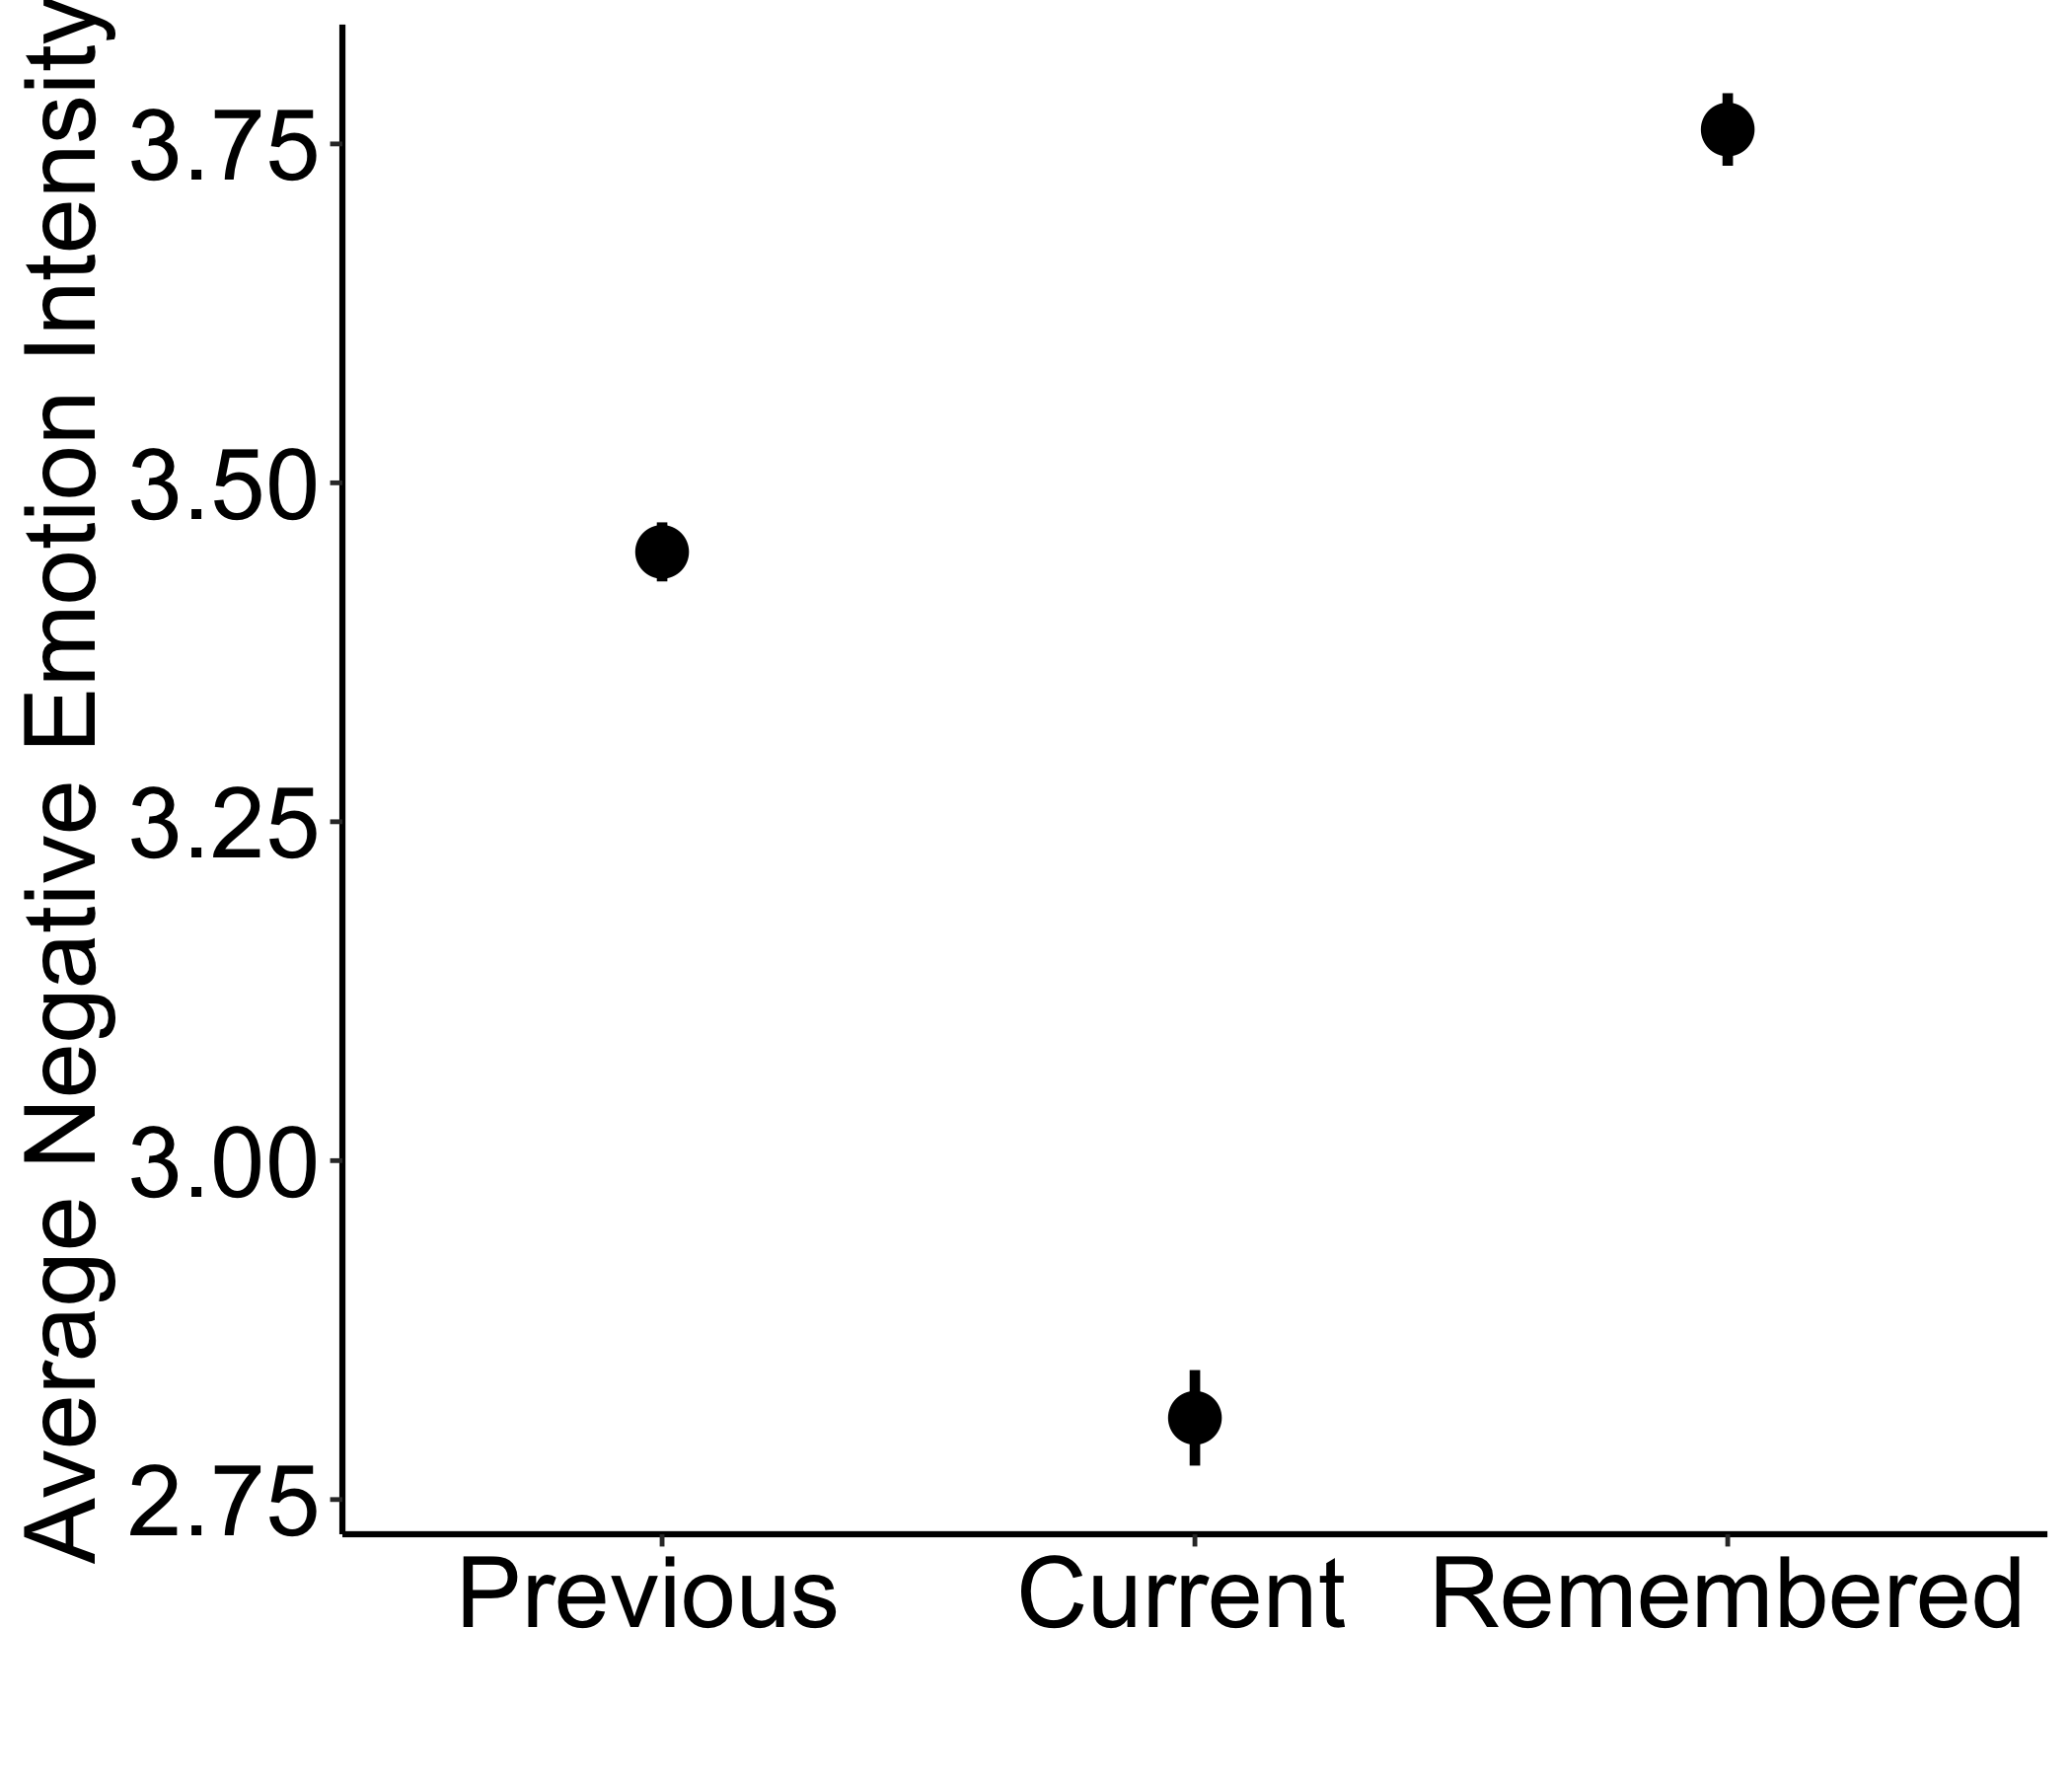 Average Negative Emotion Intensity
3.75
3.50
3.25
3.00
2.75
Previous Current Remembered